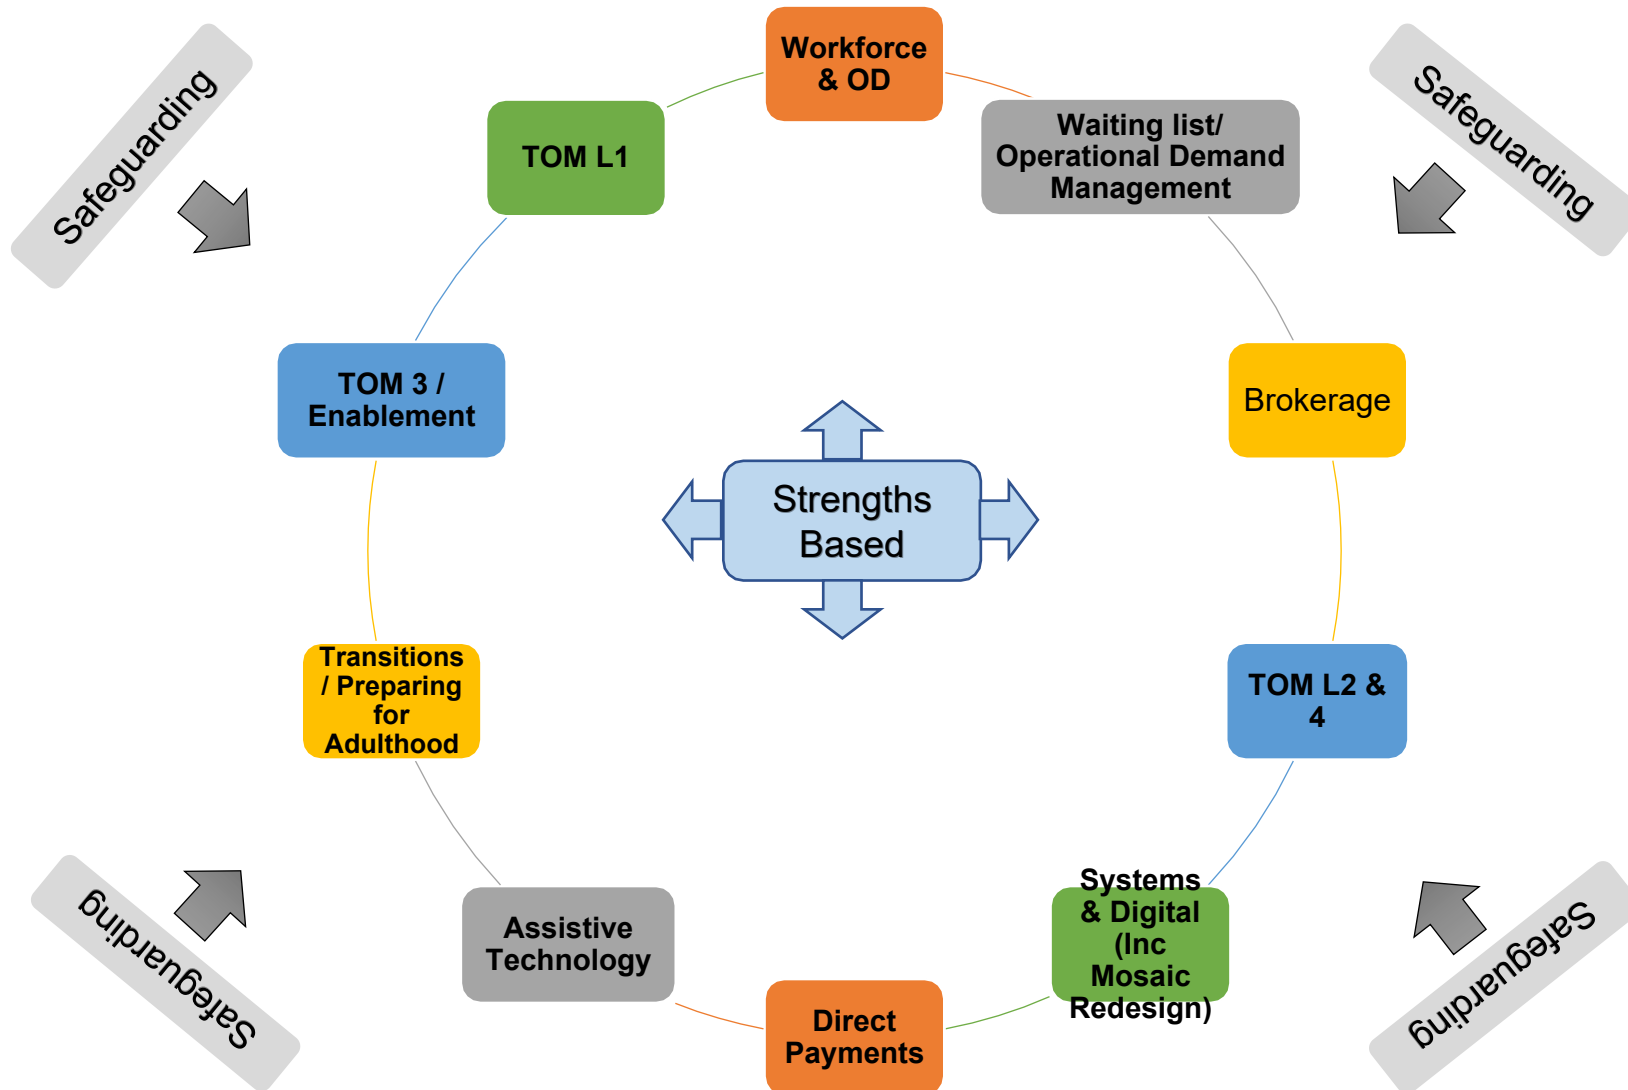 Workforce
& OD
Safeguarding
Safeguarding
TOM L1
Waiting list/
Operational Demand
Management
TOM 3 /
Enablement
Brokerage
Strengths
Based
Transitions
/ Preparing
for
Adulthood
TOM L2 &
4
Systems
& Digital
(Inc
Mosaic
Redesign)
Assistive
Technology
Safeguarding
Safeguarding
Direct
Payments